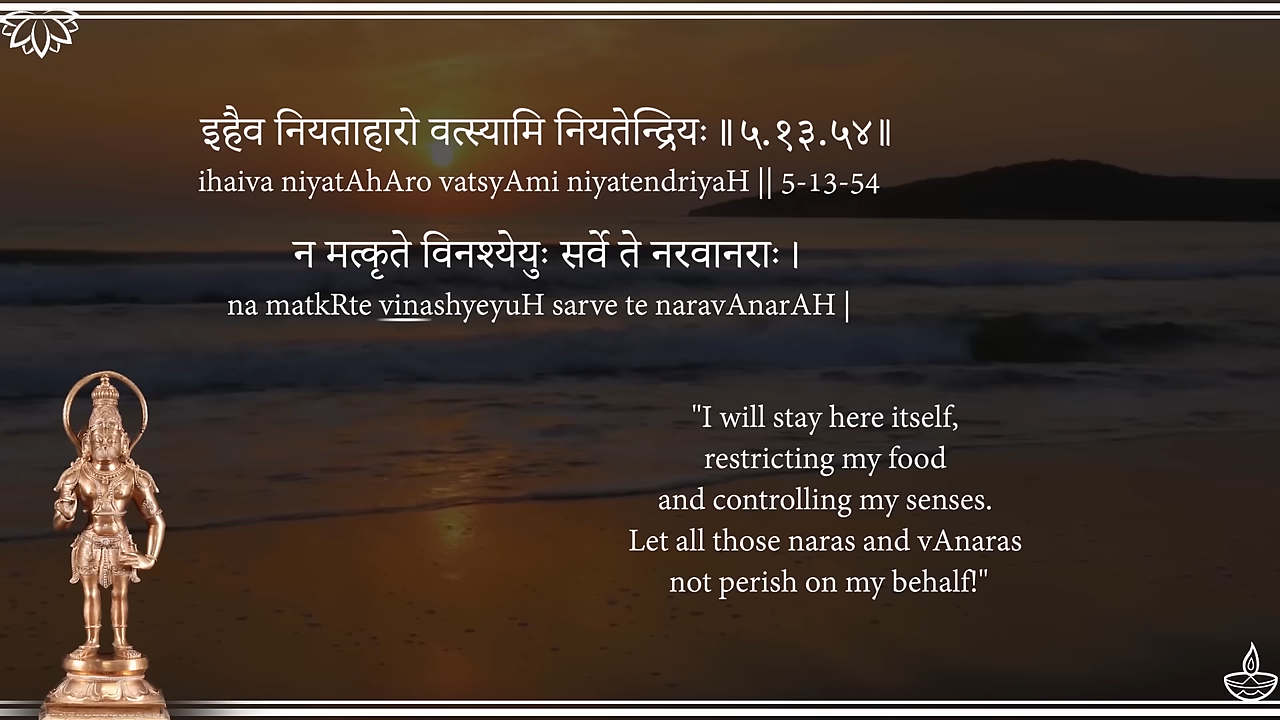 इहैव नियताहारो वत्स्यामि नियतेन्द्रियः ॥५.१३.५४॥
ihaiva niyatAhAro vatsyAmi niyatendriyaH || 5-13-54
न मत्कृते विनश्येयुः सर्वे ते नरवानराः ।
na matkRte vinashyeyuH sarve te naravAnarAH |
"I will stay here itself,
restricting my food
and controlling my senses.
Let all those naras and vAnaras
not perish on my behalf!"